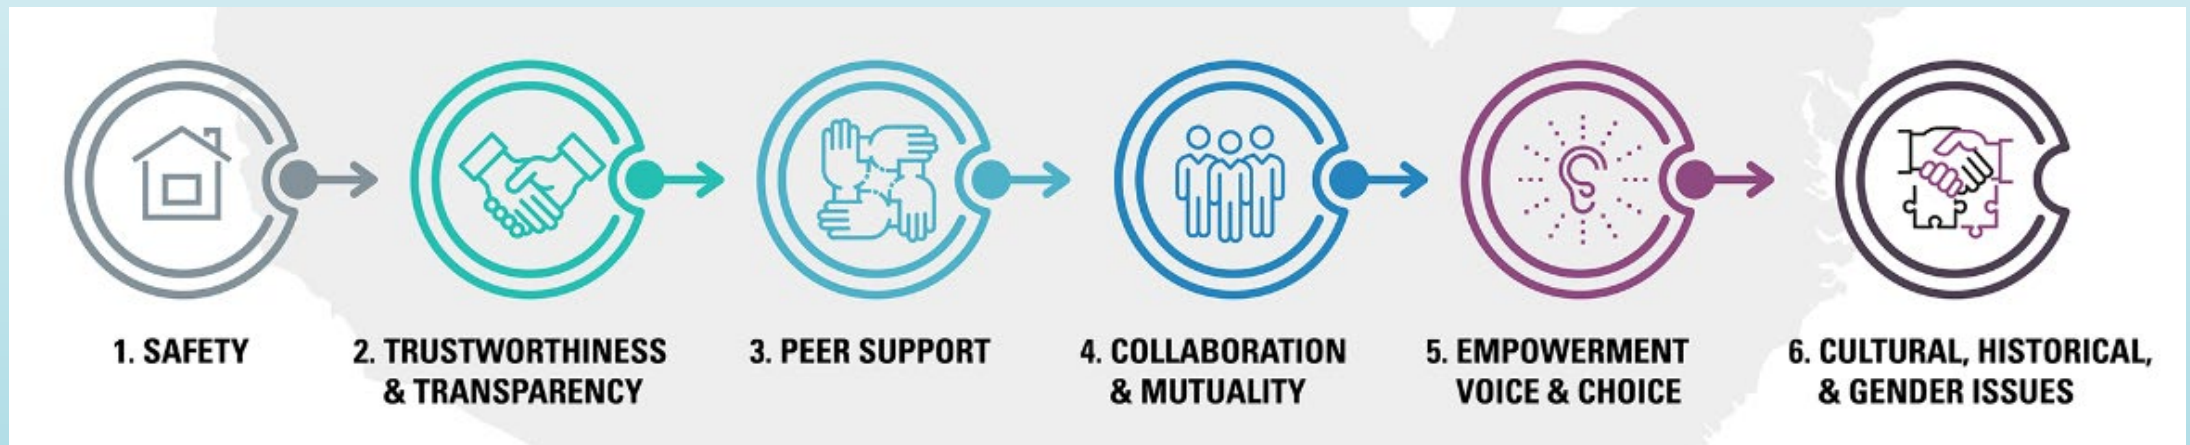 1. SAFETY
2. TRUSTWORTHINESS
& TRANSPARENCY
3. PEER SUPPORT
4. COLLABORATION
& MUTUALITY
5. EMPOWERMENT
VOICE & CHOICE
6. CULTURAL, HISTORICAL,
& GENDER ISSUES